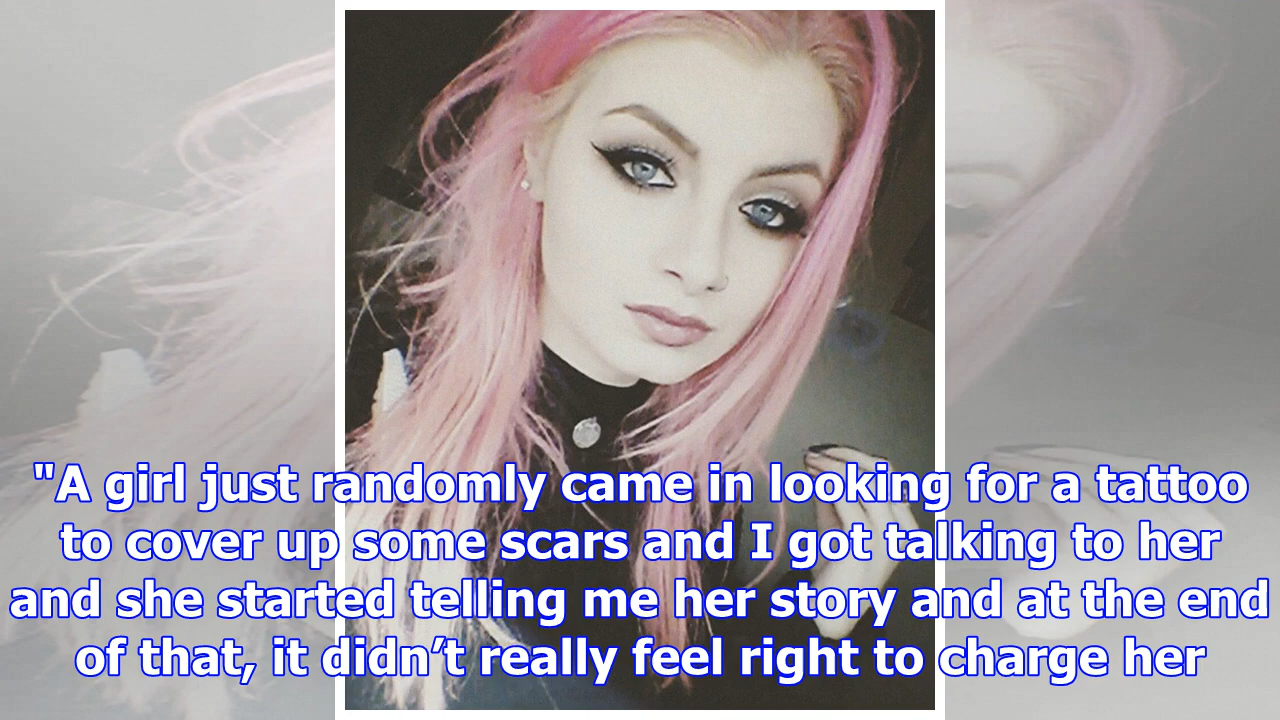 "A girl just randomly came in looking for a tattoo
to cover up some scars and I got talking to her
and she started telling me her story and at the end
of that, it didn’t really feel right to charge her